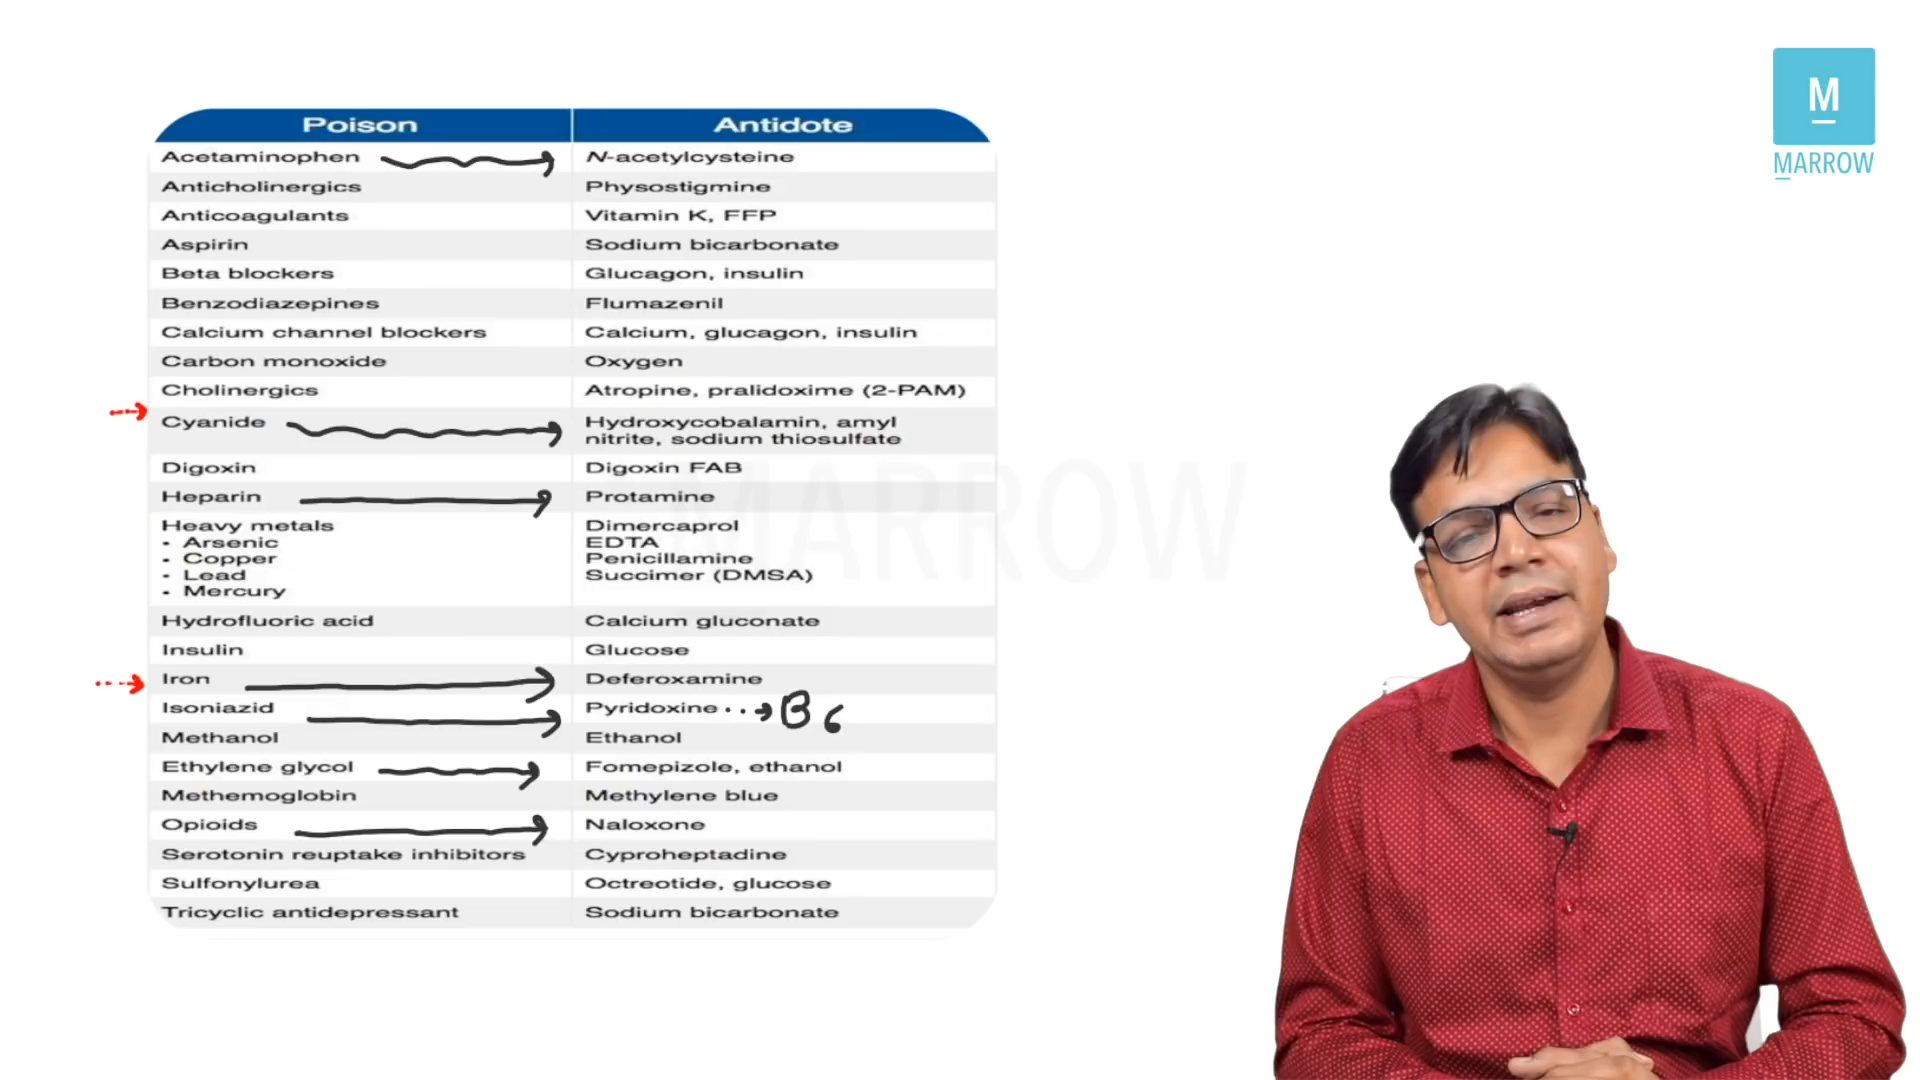 M
MARROW
Poison Antidote
Acetaminophen N-acetylcysteine
Anticholinergics Physostigmine
Anticoagulants Vitamin K, FFP
Aspirin Sodium bicarbonate
Beta blockers Glucagon, insulin
Benzodiazepines Flumazenil
Calcium channel blockers Calcium, glucagon, insulin
Carbon monoxide Oxygen
Cholinergics Atropine, pralidoxime (2-PAM)
Cyanide Hydroxycobalamin, amyl
nitrite, sodium thiosulfate
Digoxin Digoxin FAB
Heparin Protamine
Heavy metals Dimercaprol
• Arsenic EDTA
• Copper Penicillamine
• Lead Succimer (DMSA)
• Mercury
MARROW
Hydrofluoric acid Calcium gluconate
Insulin Glucose
Iron Deferoxamine
Isoniazid Pyridoxine B6
Methanol Ethanol
Ethylene glycol Fomepizole, ethanol
Methemoglobin Methylene blue
Opioids Naloxone
Serotonin reuptake inhibitors Cyproheptadine
Sulfonylurea Octreotide, glucose
Tricyclic antidepressant Sodium bicarbonate